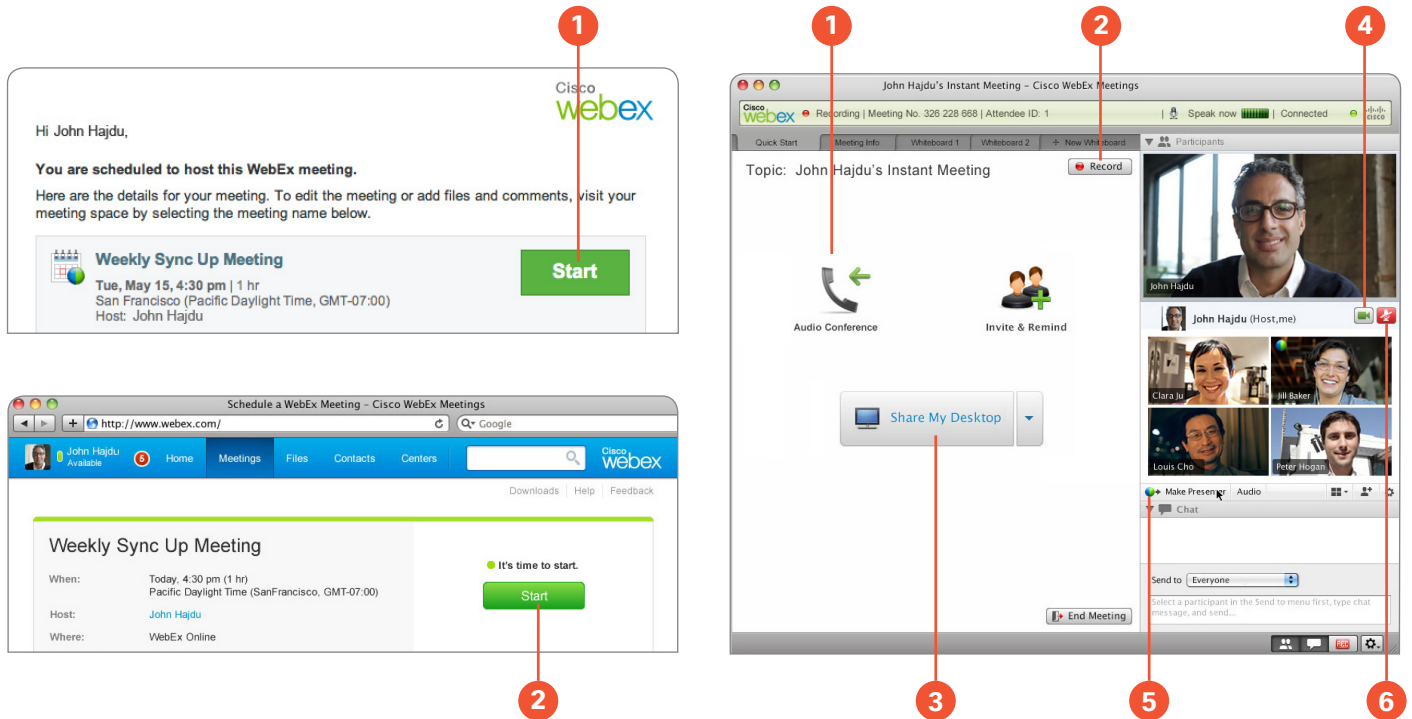 1
Cisco
webex
Hi John Hajdu,
You are scheduled to host this WebEx meeting.
Here are the details for your meeting. To edit the meeting or add files and comments, visit your
meeting space by selecting the meeting name below.
Weekly Sync Up Meeting
Start
Tue, May 15, 4:30 pm | 1 hr
San Francisco (Pacific Daylight Time, GMT-07:00)
Host: John Hajdu
Schedule a WebEx Meeting – Cisco WebEx Meetings
http://www.webex.com/
Google
John Hajdu
Available
5
Home
Meetings
Files
Contacts
Centers
Cisco
webex
Downloads
Help
Feedback
Weekly Sync Up Meeting
It's time to start.
When:
Today, 4:30 pm (1 hr)
Pacific Daylight Time (SanFrancisco, GMT-07:00)
Start
Host:
John Hajdu
Where:
WebEx Online
2
1
2
4
John Hajdu's Instant Meeting – Cisco WebEx Meetings
Cisco
webex
Recording | Meeting No. 326 228 668 | Attendee ID: 1
| Speak now | Connected
CISCO
Quick Start
Meeting Info
Whiteboard 1
Whiteboard 2
+ New Whiteboard
Participants
Topic: John Hajdu's Instant Meeting
Record
John Hajdu
Audio Conference
Invite & Remind
John Hajdu (Host,me)
Clara Ju
Jill Baker
Share My Desktop
Louis Cho
Peter Hogan
Make Presenter
Audio
Chat
Send to
Everyone
Select a participant in the Send to menu first, type chat
message, and send...
End Meeting
REC
3
5
6